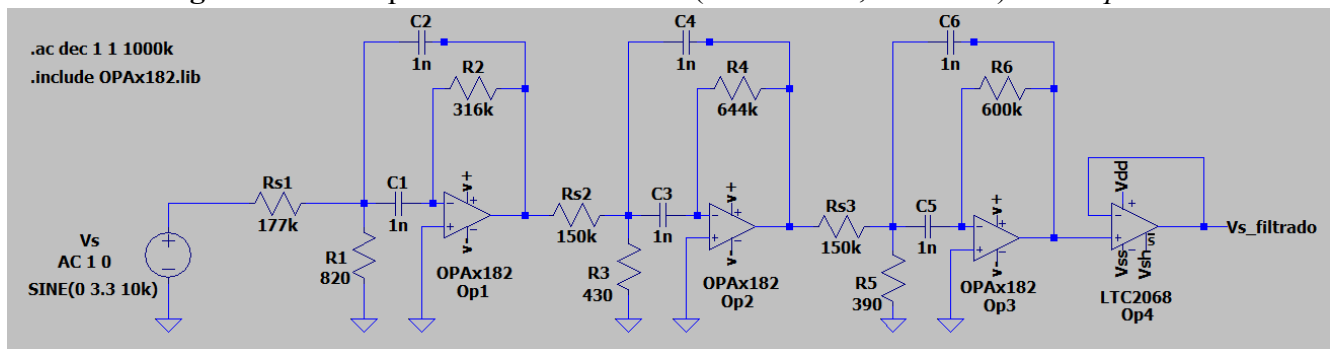 .ac dec 1 1 1000k
.include OPAx182.lib
C2
1n
R2
316k
Rs1
177k
C1
1n
R1
820
Vs
AC 1 0
SINE(0 3.3 10k)
v+
v-
OPAx182
Op1
C4
1n
R4
644k
Rs2
150k
C3
1n
R3
430
v+
v-
OPAx182
Op2
C6
1n
R6
600k
Rs3
150k
C5
1n
R5
390
v+
v-
OPAx182
Op3
Vdd
Vss
Vsh
s
LTC2068
Op4
Vs_filtrado